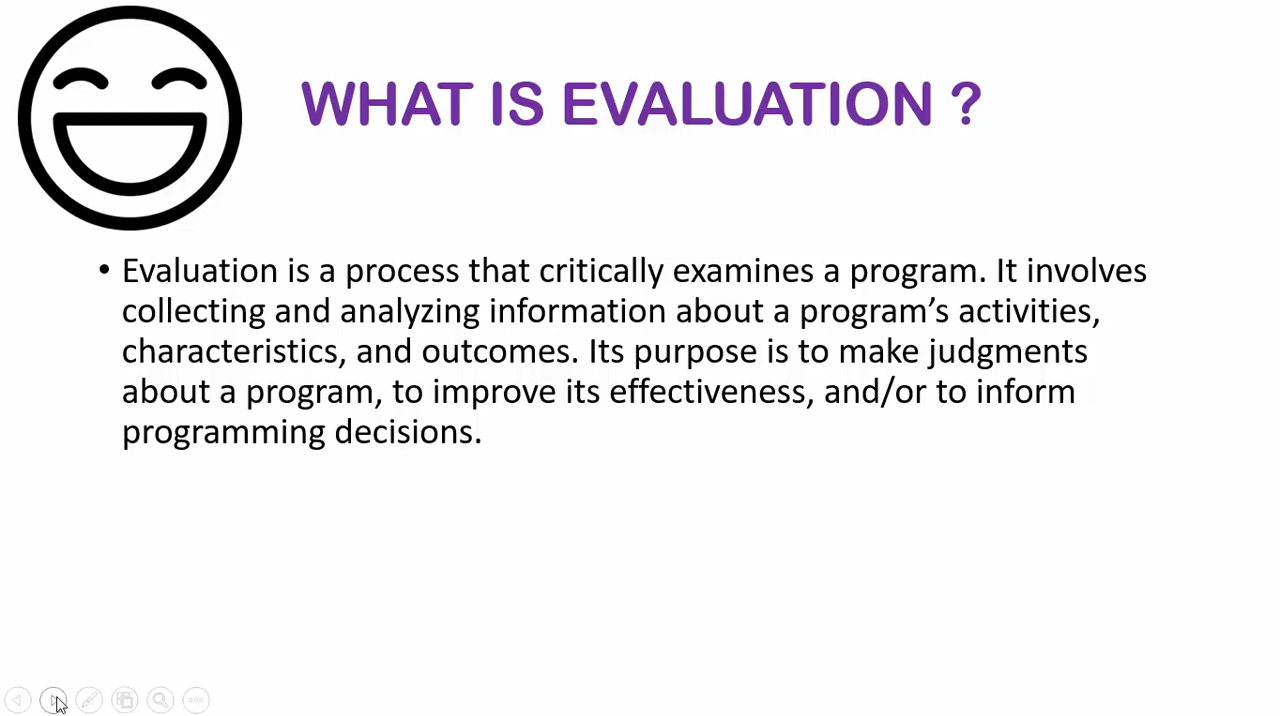 WHAT IS EVALUATION ?
• Evaluation is a process that critically examines a program. It involves
collecting and analyzing information about a program’s activities,
characteristics, and outcomes. Its purpose is to make judgments
about a program, to improve its effectiveness, and/or to inform
programming decisions.